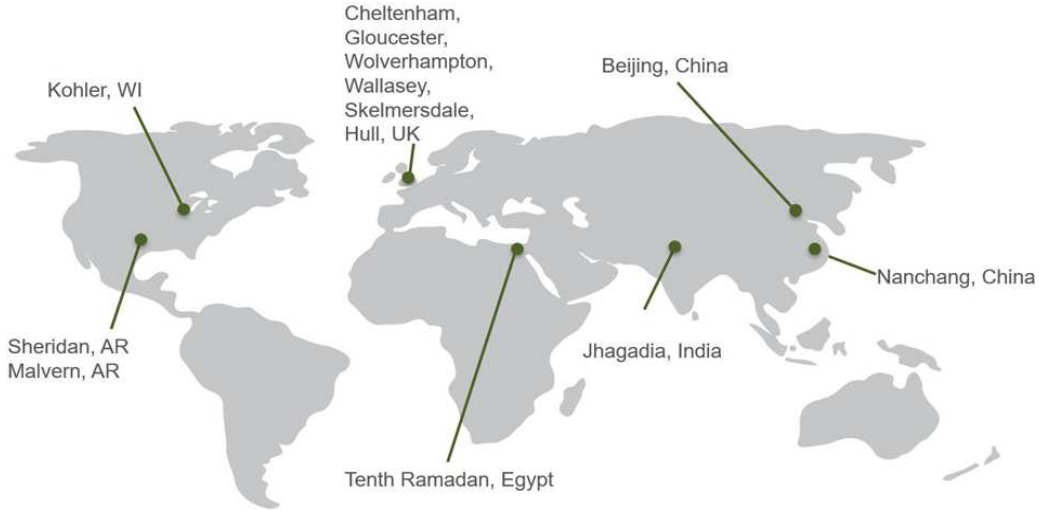 Cheltenham,
Gloucester,
Wolverhampton,
Wallasey,
Skelmersdale,
Hull, UK
Beijing, China
Kohler, WI
Nanchang, China
Sheridan, AR
Malvern, AR
Jhagadia, India
Tenth Ramadan, Egypt